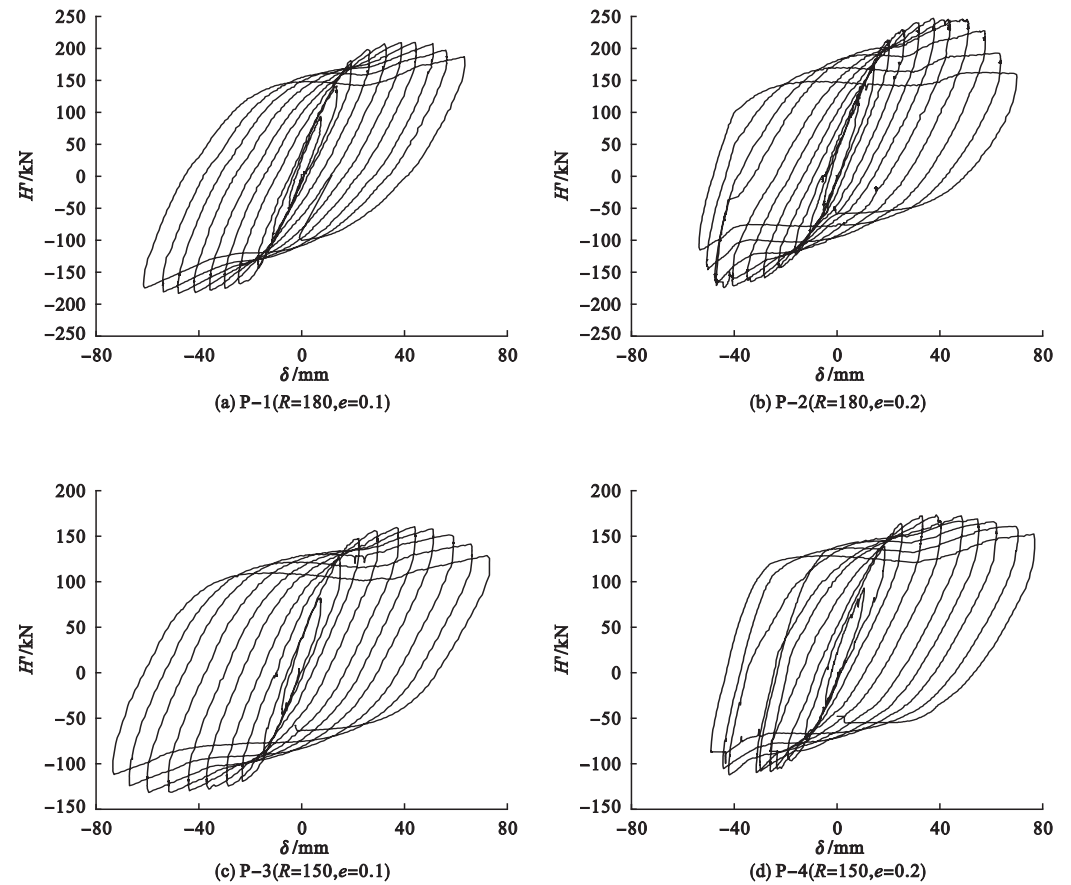 250
200
150
100
50
0
−50
−100
−150
−200
−250
H'/kN
−80 −40 0 40 80
δ/mm
(a) P−1(R=180,e=0.1)
250
200
150
100
50
0
−50
−100
−150
−200
−250
H'/kN
−80 −40 0 40 80
δ/mm
(b) P−2(R=180,e=0.2)
200
150
100
50
0
−50
−100
−150
H'/kN
−80 −40 0 40 80
δ/mm
(c) P−3(R=150,e=0.1)
200
150
100
50
0
−50
−100
−150
H'/kN
−80 −40 0 40 80
δ/mm
(d) P−4(R=150,e=0.2)